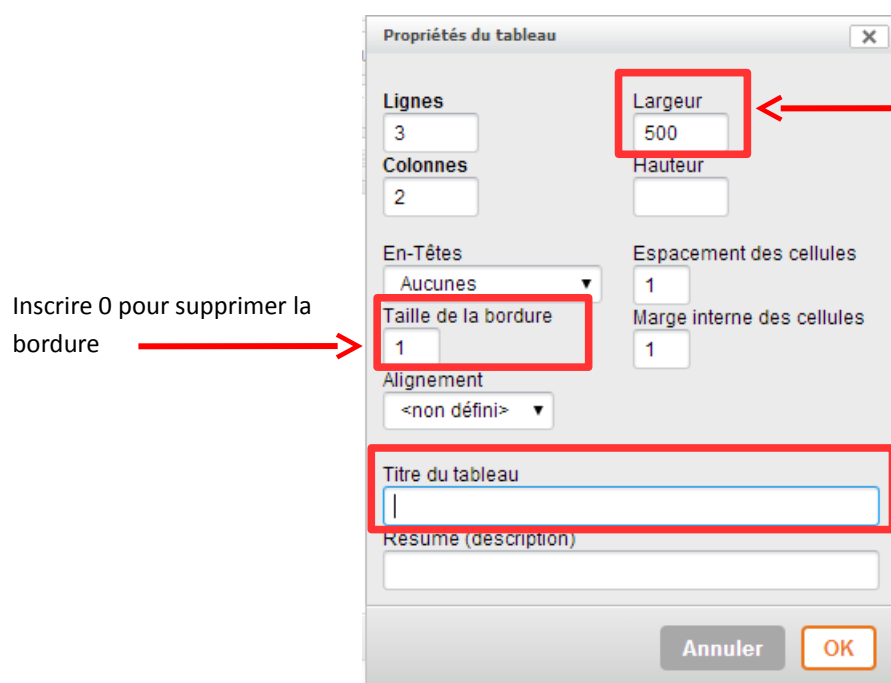 Propriétés du tableau
Lignes
3
Largeur
500
Colonnes
2
Hauteur
En-Têtes
Aucunes
Espacement des cellules
1
Inscrire 0 pour supprimer la
bordure
Taille de la bordure
1
Marge interne des cellules
1
Alignement
<non défini>
Titre du tableau
Résumé (description)
Annuler
OK